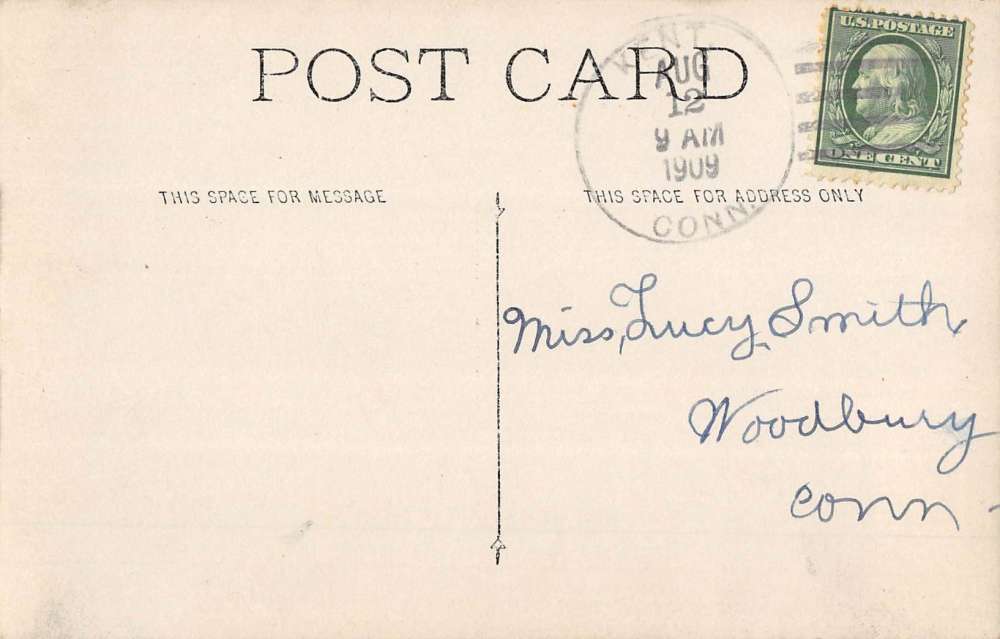 POST CARD
KENT
AUG
12
9 AM
1909
CONN.
U.S. POSTAGE
ONE CENT
THIS SPACE FOR MESSAGE
THIS SPACE FOR ADDRESS ONLY
Miss, Lucy, Smith,
Woodbury
Conn -